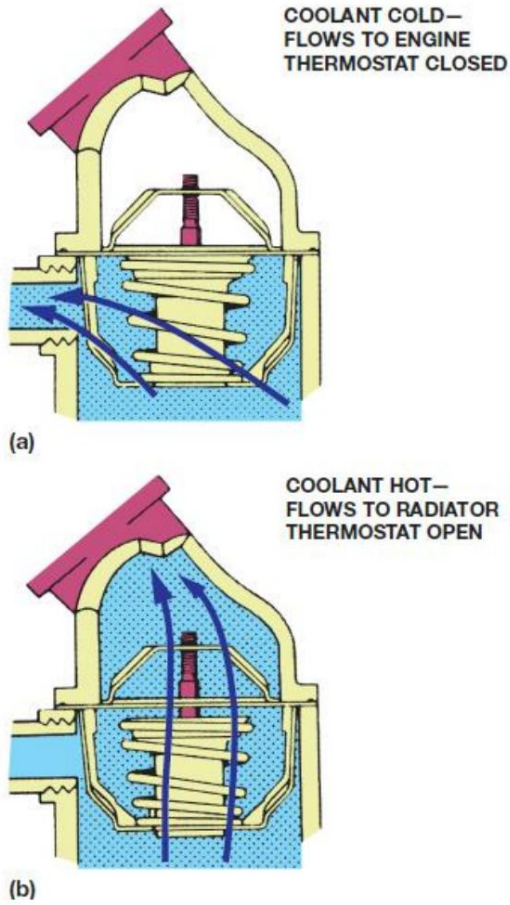 COOLANT COLD—
FLOWS TO ENGINE
THERMOSTAT CLOSED
(a)
COOLANT HOT—
FLOWS TO RADIATOR
THERMOSTAT OPEN
(b)